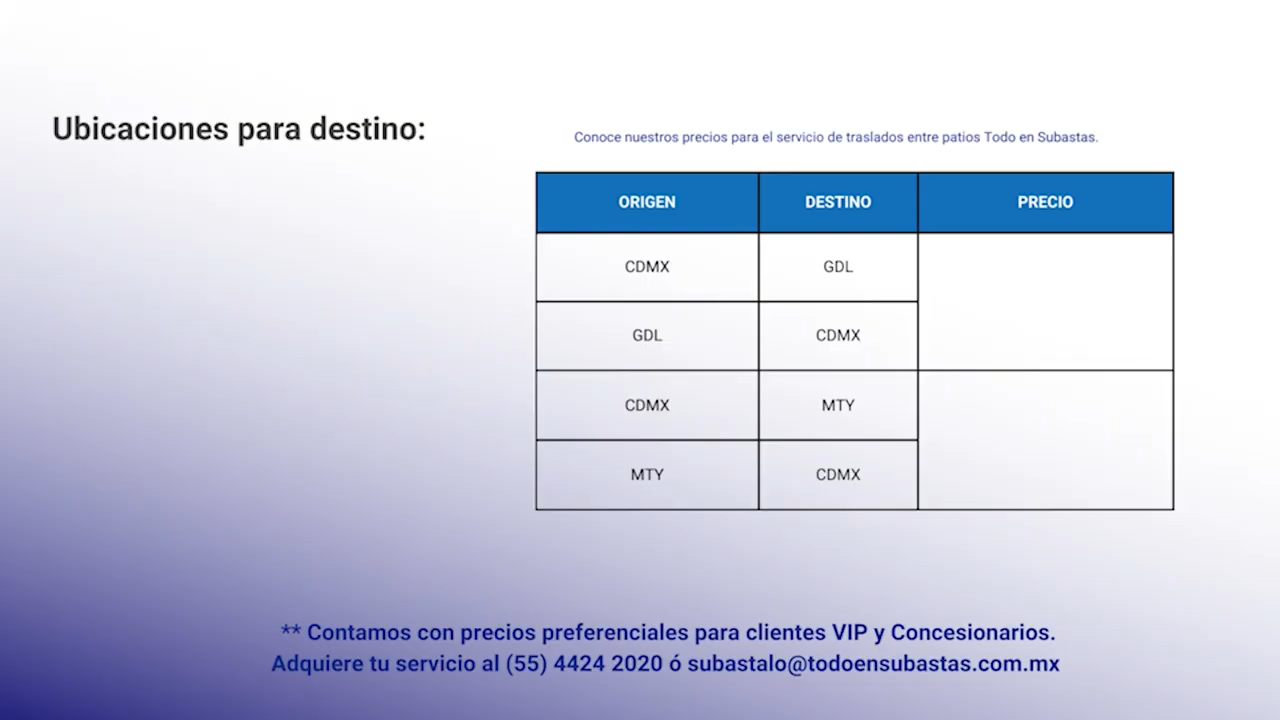 Ubicaciones para destino:
Conoce nuestros precios para el servicio de traslados entre patios Todo en Subastas.
ORIGEN DESTINO PRECIO
CDMX GDL
GDL CDMX
CDMX MTY
MTY CDMX
** Contamos con precios preferenciales para clientes VIP y Concesionarios.
Adquiere tu servicio al (55) 4424 2020 ó subastalo@todoensubastas.com.mx